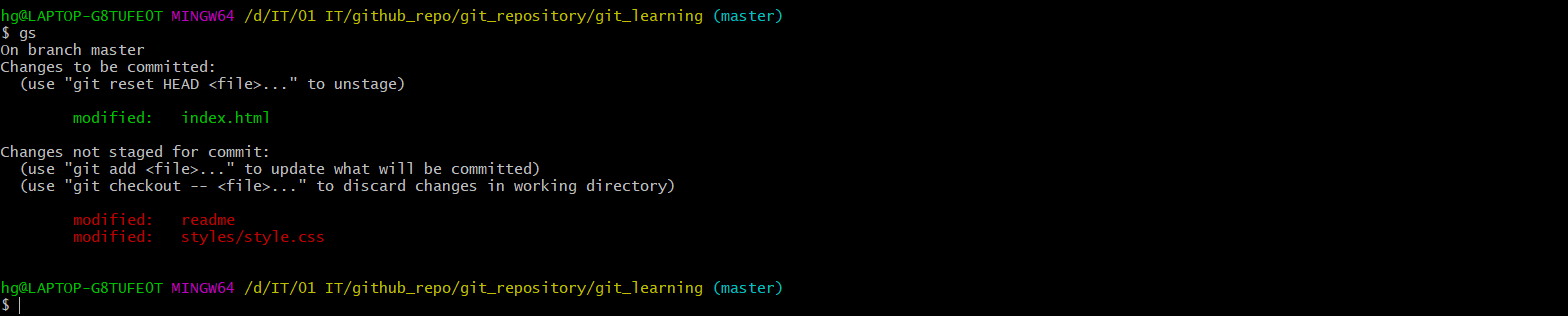 hg@LAPTOP-G8TUFE0T MINGW64 /d/IT/01 IT/github_repo/git_repository/git_learning (master)
$ gs
On branch master
Changes to be committed:
  (use "git reset HEAD <file>..." to unstage)
        modified:   index.html
Changes not staged for commit:
  (use "git add <file>..." to update what will be committed)
  (use "git checkout -- <file>..." to discard changes in working directory)
        modified:   readme
        modified:   styles/style.css
hg@LAPTOP-G8TUFE0T MINGW64 /d/IT/01 IT/github_repo/git_repository/git_learning (master)
$